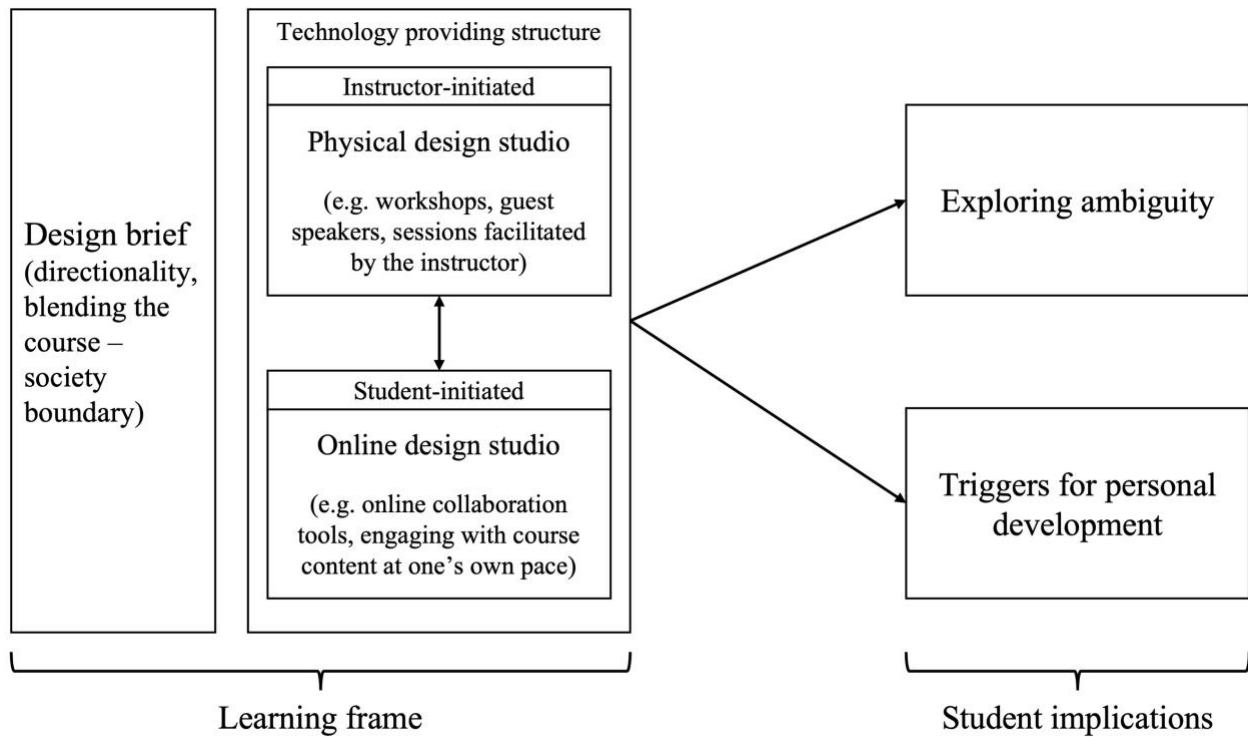 Design brief
(directionality,
blending the
course –
society
boundary)
Technology providing structure
Instructor-initiated
Physical design studio
(e.g. workshops, guest
speakers, sessions facilitated
by the instructor)
Student-initiated
Online design studio
(e.g. online collaboration
tools, engaging with course
content at one’s own pace)
Exploring ambiguity
Triggers for personal
development
Learning frame
Student implications